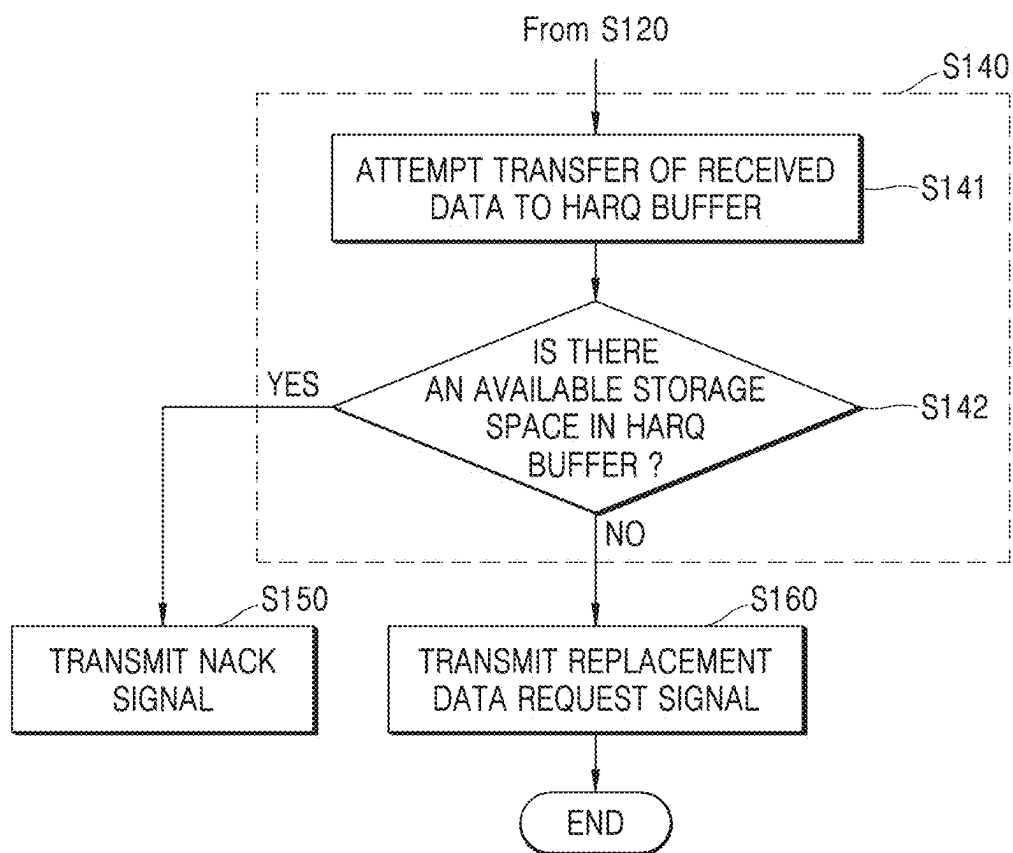 From S120
S140
ATTEMPT TRANSFER OF RECEIVED
DATA TO HARQ BUFFER
S141
IS THERE
AN AVAILABLE STORAGE
SPACE IN HARQ
BUFFER ?
YES
S142
NO
S150
S160
TRANSMIT NACK
SIGNAL
TRANSMIT REPLACEMENT
DATA REQUEST SIGNAL
END